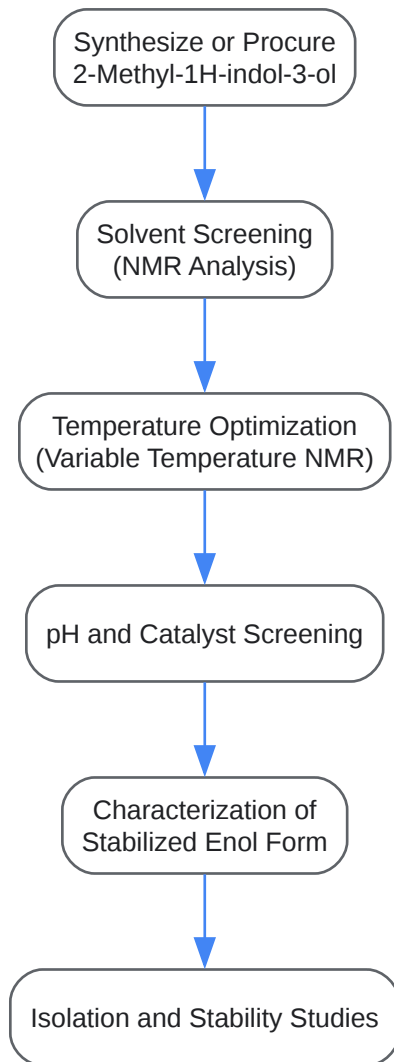 Synthesize or Procure
2-Methyl-1H-indol-3-ol
Solvent Screening
(NMR Analysis)
Temperature Optimization
(Variable Temperature NMR)
pH and Catalyst Screening
Characterization of
Stabilized Enol Form
Isolation and Stability Studies